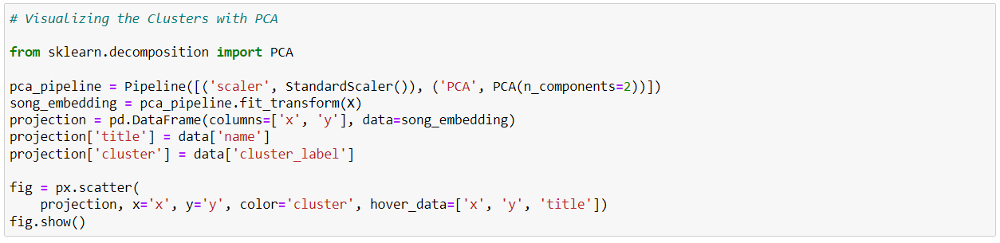 # Visualizing the Clusters with PCA
from sklearn.decomposition import PCA
pca_pipeline = Pipeline([('scaler', StandardScaler()), ('PCA', PCA(n_components=2))])
song_embedding = pca_pipeline.fit_transform(X)
projection = pd.DataFrame(columns=['x', 'y'], data=song_embedding)
projection['title'] = data['name']
projection['cluster'] = data['cluster_label']
fig = px.scatter(
    projection, x='x', y='y', color='cluster', hover_data=['x', 'y', 'title'])
fig.show()